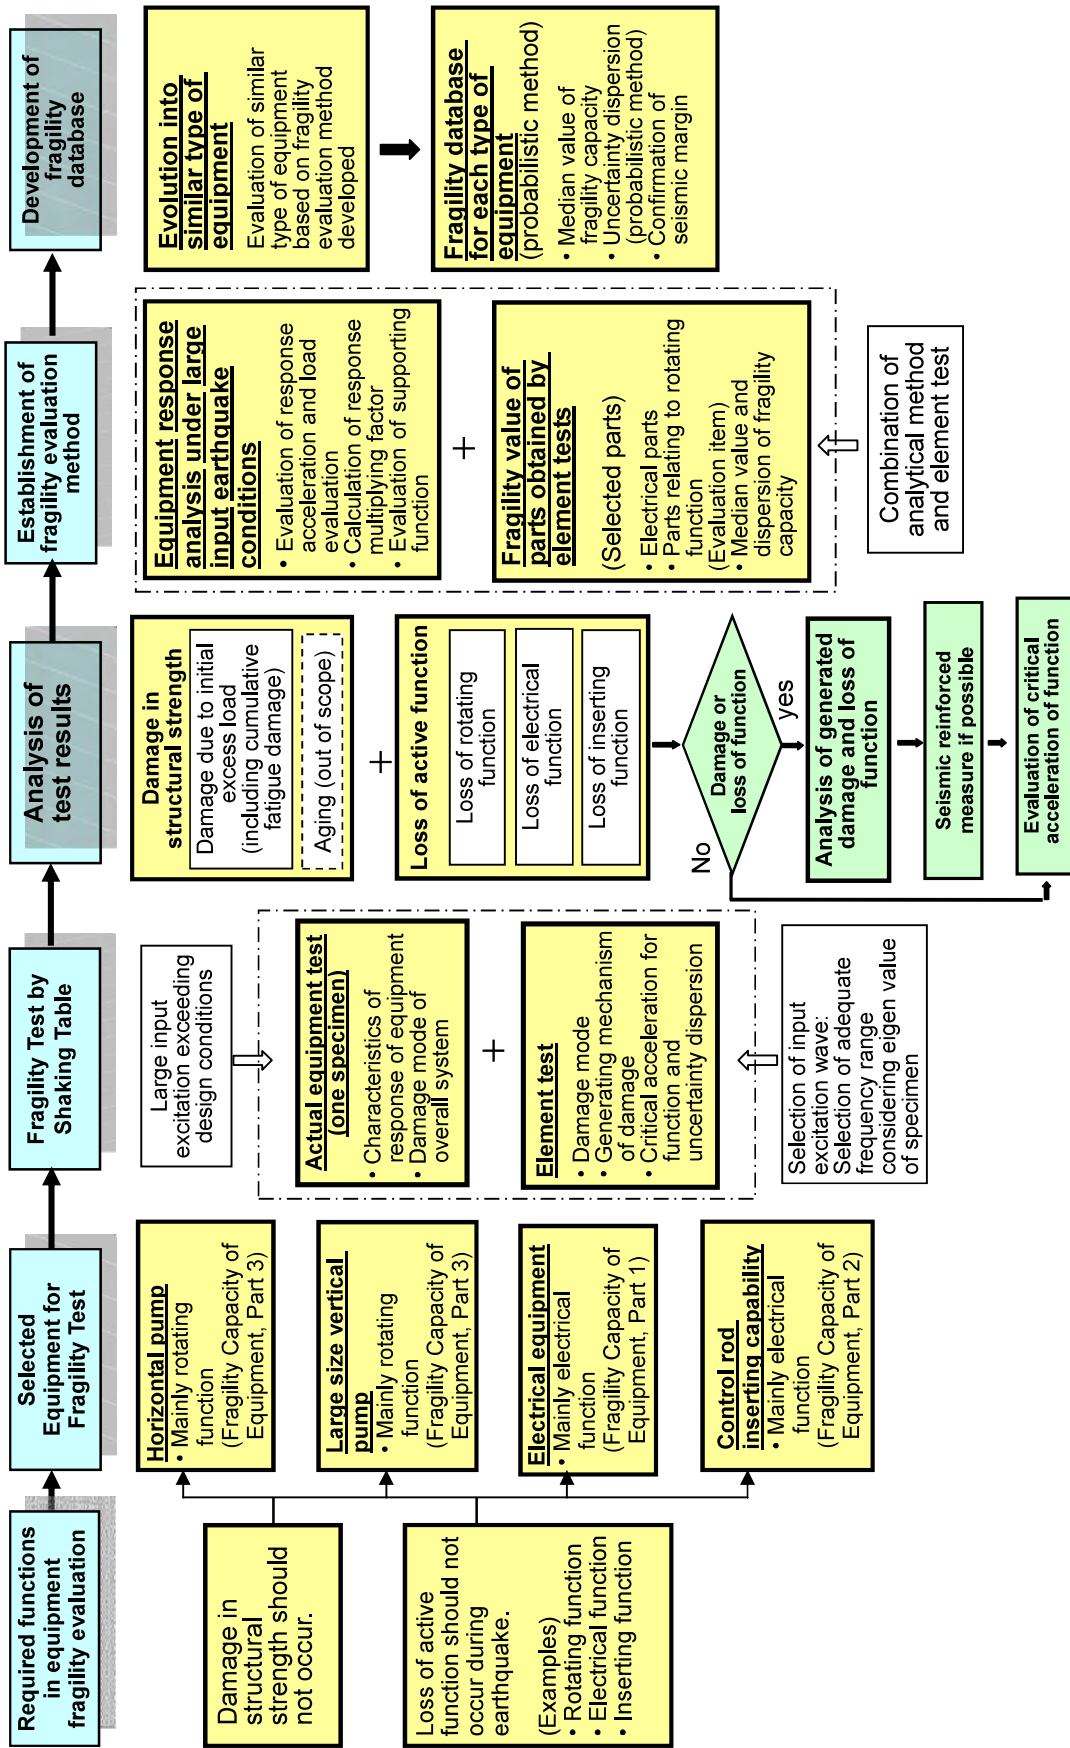 Required functions
in equipment
fragility evaluation
Selected
Equipment for
Fragility Test
Fragility Test by
Shaking Table
Analysis of
test results
Establishment of
fragility evaluation
method
Development of
fragility
database
Damage in
structural
strength should
not occur.
Loss of active
function should not
occur during
earthquake.
(Examples)
• Rotating function
• Electrical function
• Inserting function
Horizontal pump
• Mainly rotating
function
(Fragility Capacity of
Equipment, Part 3)
Large size vertical
pump
• Mainly rotating
function
(Fragility Capacity of
Equipment, Part 3)
Electrical equipment
• Mainly electrical
function
(Fragility Capacity of
Equipment, Part 1)
Control rod
inserting capability
• Mainly electrical
function
(Fragility Capacity of
Equipment, Part 2)
Large input
excitation exceeding
design conditions
Actual equipment test
(one specimen)
• Characteristics of
response of equipment
• Damage mode of
overall system
+
Element test
• Damage mode
• Generating mechanism
of damage
• Critical acceleration for
function and
uncertainty dispersion
Selection of input
excitation wave:
Selection of adequate
frequency range
considering eigen value
of specimen
Damage in
structural strength
Damage due to initial
excess load
(including cumulative
fatigue damage)
Aging (out of scope)
+
Loss of active function
Loss of rotating
function
Loss of electrical
function
Loss of inserting
function
Damage or
loss of function
No
yes
Analysis of generated
damage and loss of
function
Seismic reinforced
measure if possible
Evaluation of critical
acceleration of function
Equipment response
analysis under large
input earthquake
conditions
• Evaluation of response
acceleration and load
evaluation
• Calculation of response
multiplying factor
• Evaluation of supporting
function
+
Fragility value of
parts obtained by
element tests
(Selected parts)
• Electrical parts
• Parts relating to rotating
function
(Evaluation item)
• Median value and
dispersion of fragility
capacity
Combination of
analytical method
and element test
Evolution into
similar type of
equipment
Evaluation of similar
type of equipment
based on fragility
evaluation method
developed
Fragility database
for each type of
equipment
(probabilistic method)
• Median value of
fragility capacity
• Uncertainty dispersion
(probabilistic method)
• Confirmation of
seismic margin